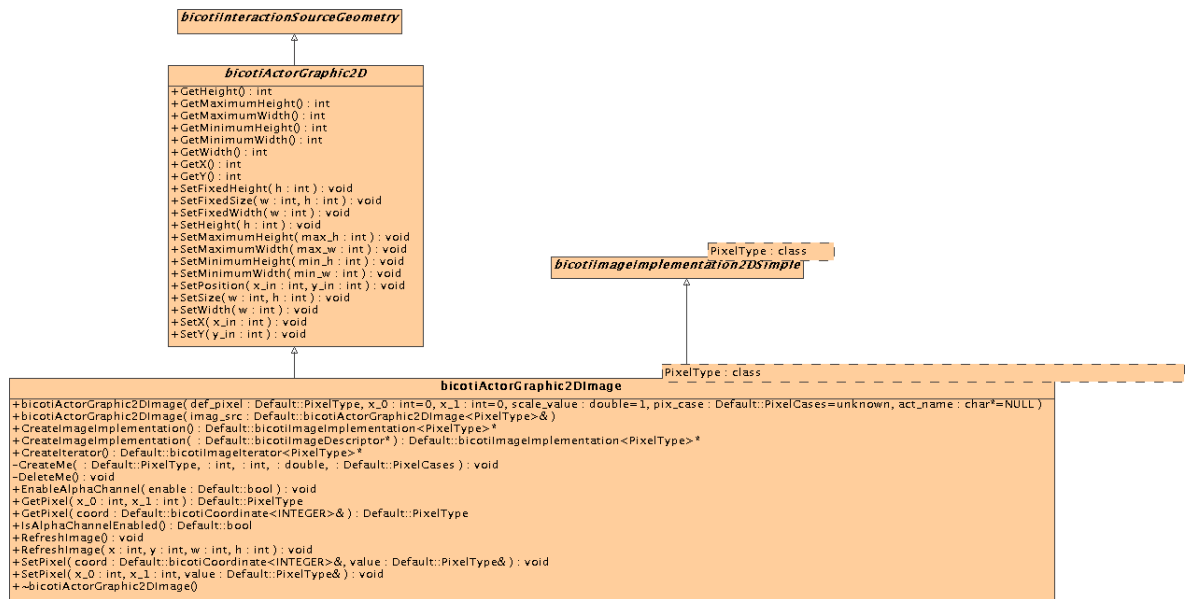 bicotiInteractionSourceGeometry
bicotiActorGraphic2D
+GetHeight() : int
+GetMaximumHeight() : int
+GetMaximumWidth() : int
+GetMinimumHeight() : int
+GetMinimumWidth() : int
+GetWidth() : int
+GetX() : int
+GetY() : int
+SetFixedHeight( h : int ) : void
+SetFixedSize( w : int, h : int ) : void
+SetFixedWidth( w : int ) : void
+SetHeight( h : int ) : void
+SetMaximumHeight( max_h : int ) : void
+SetMaximumWidth( max_w : int ) : void
+SetMinimumHeight( min_h : int ) : void
+SetMinimumWidth( min_w : int ) : void
+SetPosition( x_in : int, y_in : int ) : void
+SetSize( w : int, h : int ) : void
+SetWidth( w : int ) : void
+SetX( x_in : int ) : void
+SetY( y_in : int ) : void
PixelType : class
bicotiImageImplementation2DSimple
PixelType : class
bicotiActorGraphic2DImage
+bicotiActorGraphic2DImage( def_pixel : Default::PixelType, x_0 : int=0, x_1 : int=0, scale_value : double=1, pix_case : Default::PixelCases=unknown, act_name : char*=NULL )
+bicotiActorGraphic2DImage( imag_src : Default::bicotiActorGraphic2DImage<PixelType>& )
+CreateImageImplementation() : Default::bicotiImageImplementation<PixelType>*
+CreateImageImplementation( : Default::bicotiImageDescriptor* ) : Default::bicotiImageImplementation<PixelType>*
+CreateIterator() : Default::bicotiImageIterator<PixelType>*
-CreateMe( : Default::PixelType, : int, : int, : double, : Default::PixelCases ) : void
-DeleteMe() : void
+EnableAlphaChannel( enable : Default::bool ) : void
+GetPixel( x_0 : int, x_1 : int ) : Default::PixelType
+GetPixel( coord : Default::bicotiCoordinate<INTEGER>& ) : Default::PixelType
+IsAlphaChannelEnabled() : Default::bool
+RefreshImage() : void
+RefreshImage( x : int, y : int, w : int, h : int ) : void
+SetPixel( coord : Default::bicotiCoordinate<INTEGER>&, value : Default::PixelType& ) : void
+SetPixel( x_0 : int, x_1 : int, value : Default::PixelType& ) : void
+~bicotiActorGraphic2DImage()